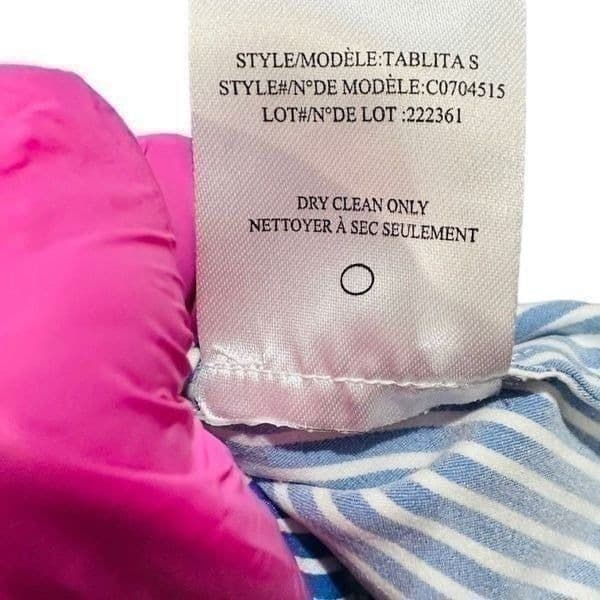 STYLE/MODÈLE:TABLITA S
STYLE#/N°DE MODÈLE:C0704515
LOT#/N°DE LOT :222361
DRY CLEAN ONLY
NETTOYER À SEC SEULEMENT